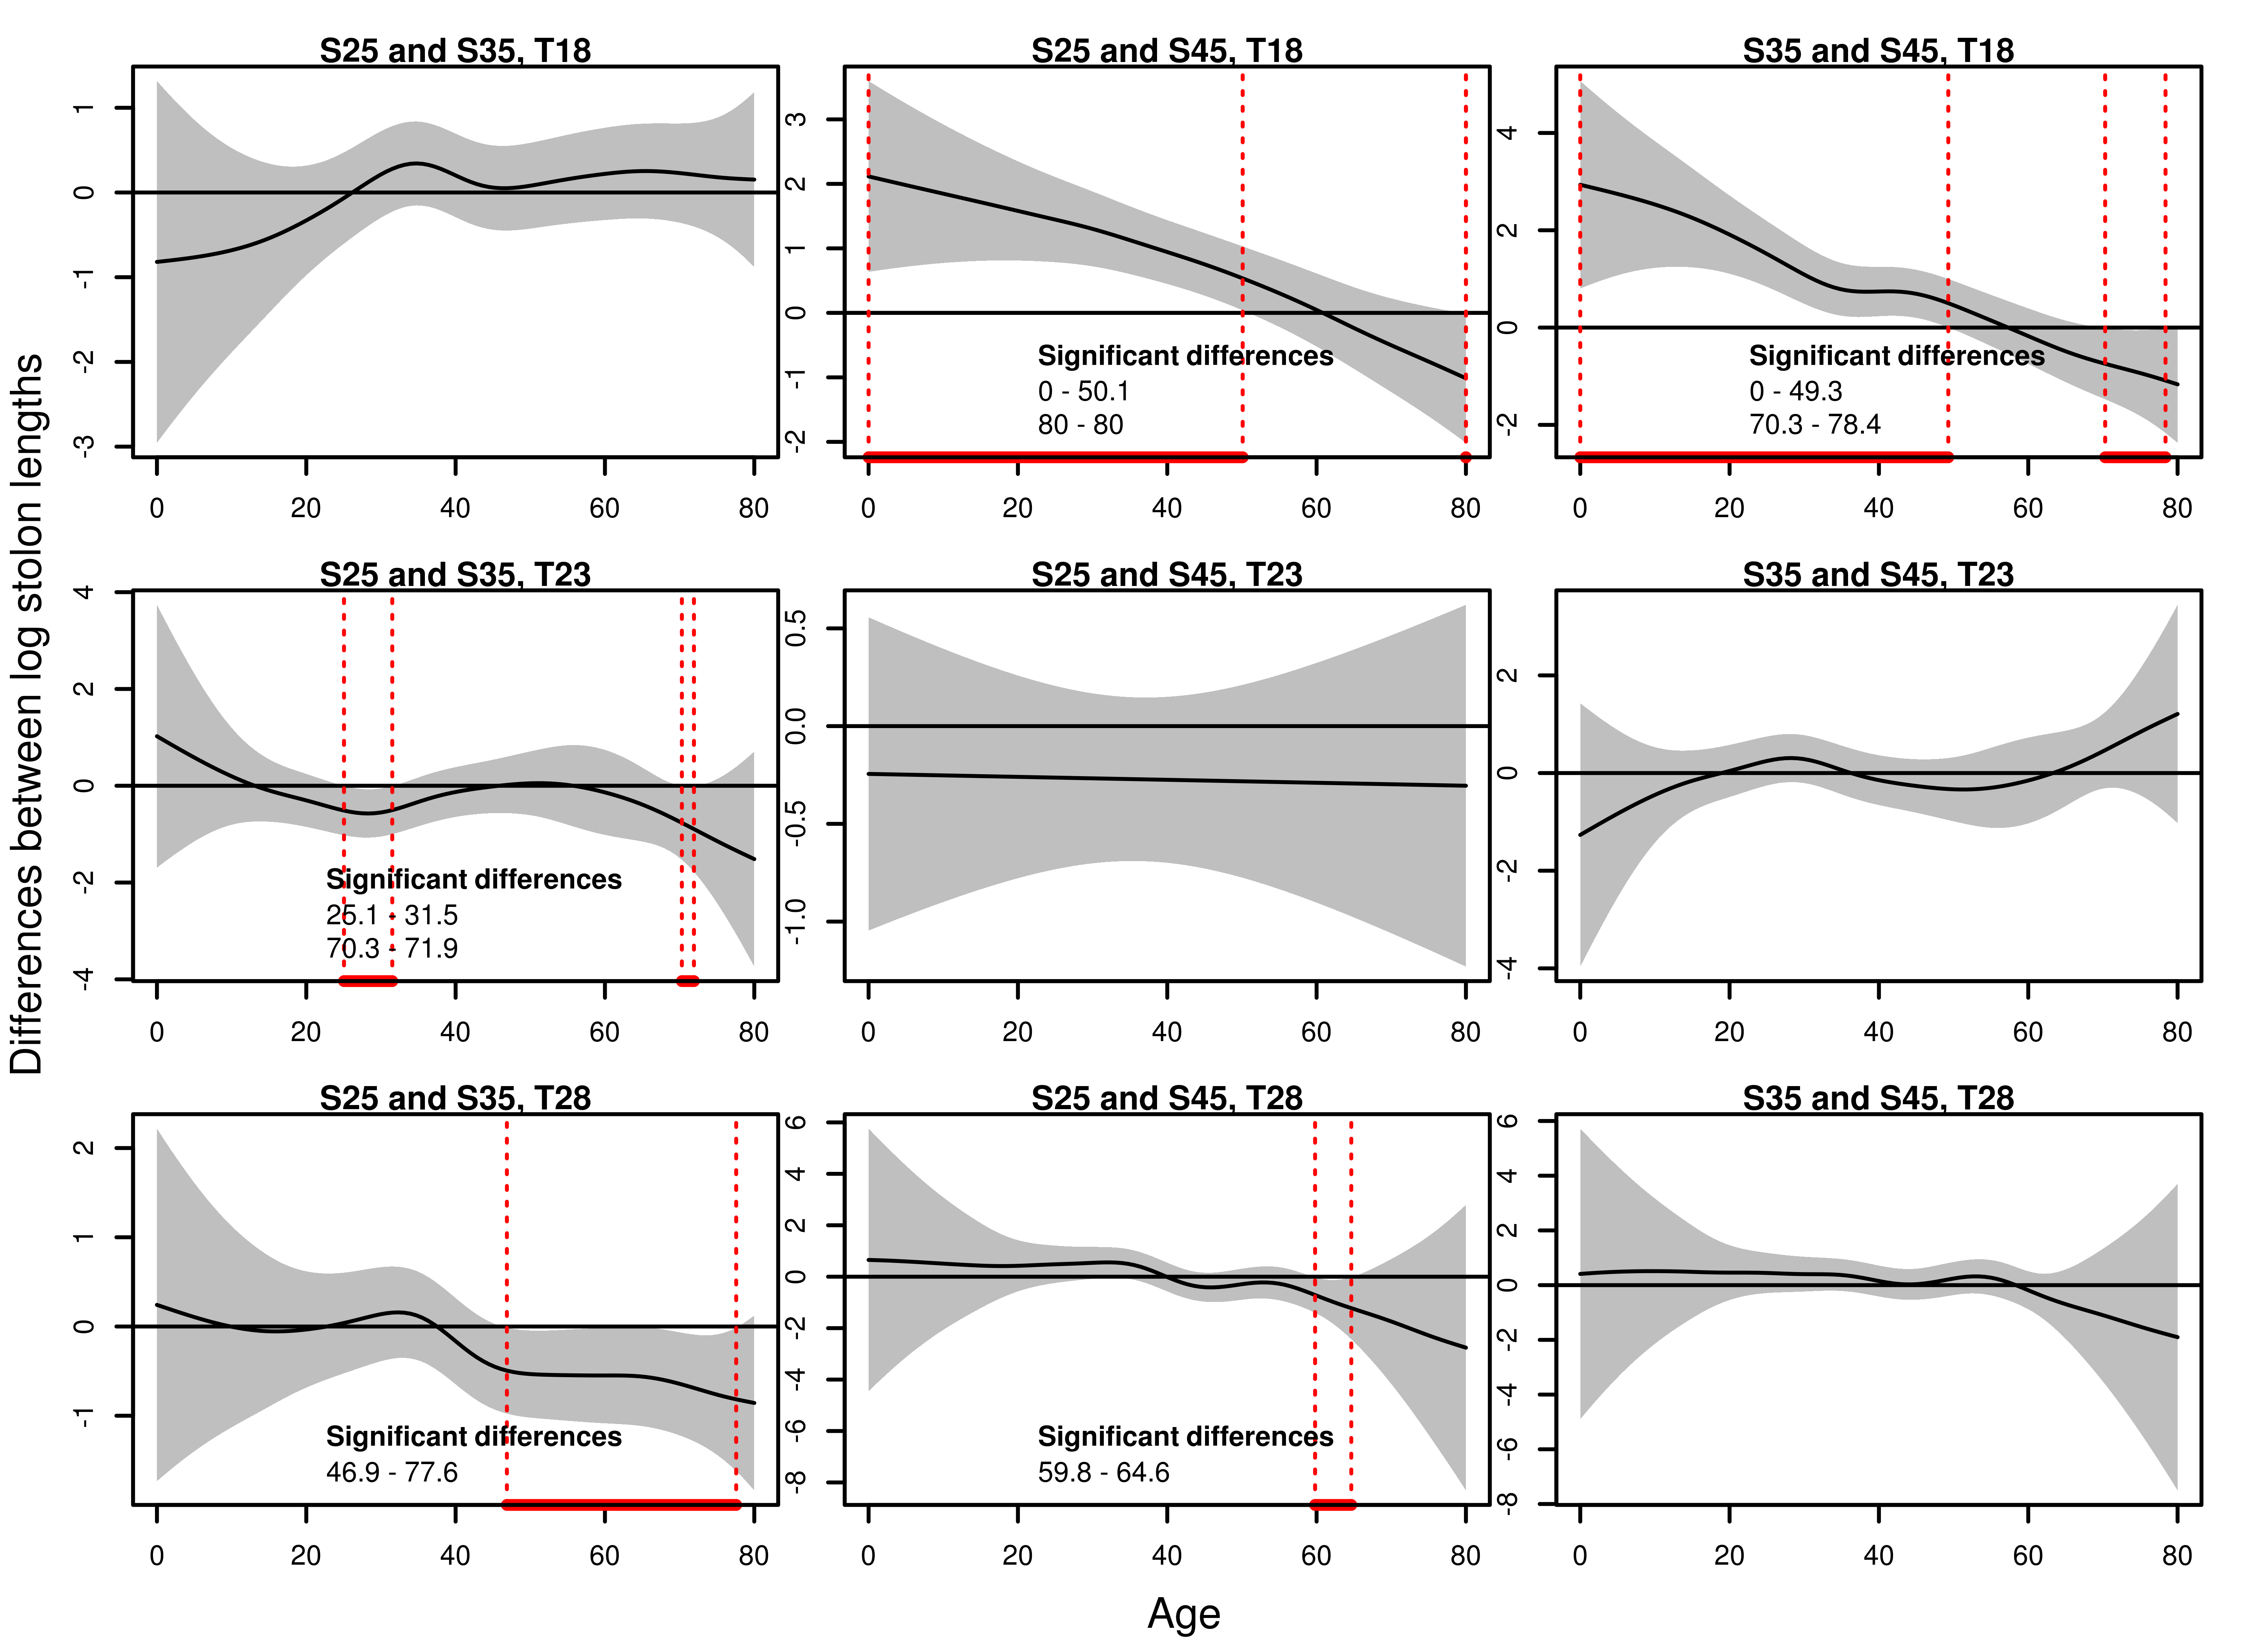 Differences between log stolon lengths
S25 and S35, T18
1
0
-1
-2
-3
0 20 40 60 80
S25 and S45, T18
3
2
1
0
-1
-2
Significant differences
0 - 50.1
80 - 80
0 20 40 60 80
S35 and S45, T18
4
2
0
-2
Significant differences
0 - 49.3
70.3 - 78.4
0 20 40 60 80
S25 and S35, T23
4
2
0
-2
-4
Significant differences
25.1 - 31.5
70.3 - 71.9
0 20 40 60 80
S25 and S45, T23
0.5
0.0
-0.5
-1.0
0 20 40 60 80
S35 and S45, T23
2
0
-2
-4
0 20 40 60 80
S25 and S35, T28
2
1
0
-1
Significant differences
46.9 - 77.6
0 20 40 60 80
S25 and S45, T28
6
4
2
0
-2
-4
-6
-8
Significant differences
59.8 - 64.6
0 20 40 60 80
S35 and S45, T28
6
4
2
0
-2
-4
-6
-8
0 20 40 60 80
Age